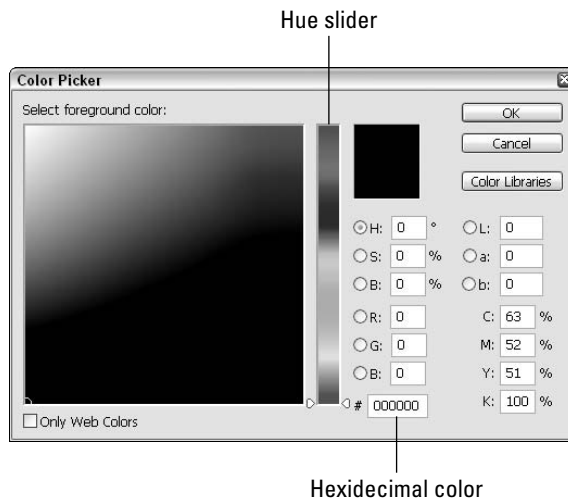 Hue slider
Color Picker
Select foreground color:
OK
Cancel
Color Libraries
H: 0 °
L: 0
S: 0 %
a: 0
B: 0 %
b: 0
R: 0
C: 63 %
G: 0
M: 52 %
B: 0
Y: 51 %
# 000000
K: 100 %
Only Web Colors
Hexidecimal color